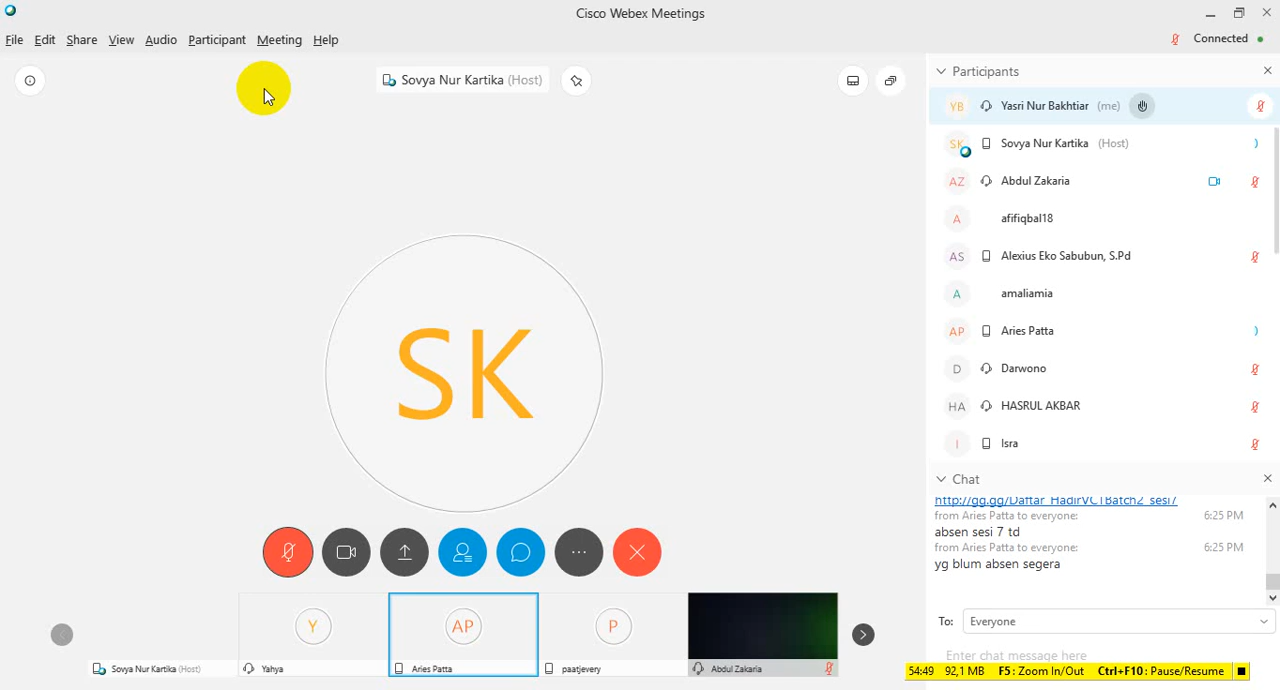 Cisco Webex Meetings
File Edit Share View Audio Participant Meeting Help
Connected
Sovya Nur Kartika (Host)
SK
Sovya Nur Kartika (Host)
Y
Yahya
AP
Aries Patta
P
paatjevery
Abdul Zakaria
Participants
YB Yasri Nur Bakhtiar (me)
SK Sovya Nur Kartika (Host)
AZ Abdul Zakaria
A afifiqbal18
AS Alexius Eko Sabubun, S.Pd
A amaliamia
AP Aries Patta
D Darwono
HA HASRUL AKBAR
I Isra
Chat
http://gg.gg/Daftar_HadirVCTBatch2_sesi7
from Aries Patta to everyone: 6:25 PM
absen sesi 7 td
from Aries Patta to everyone: 6:25 PM
yg blum absen segera
To: Everyone
Enter chat message here
54:49 92,1 MB F5: Zoom In/Out Ctrl+F10: Pause/Resume